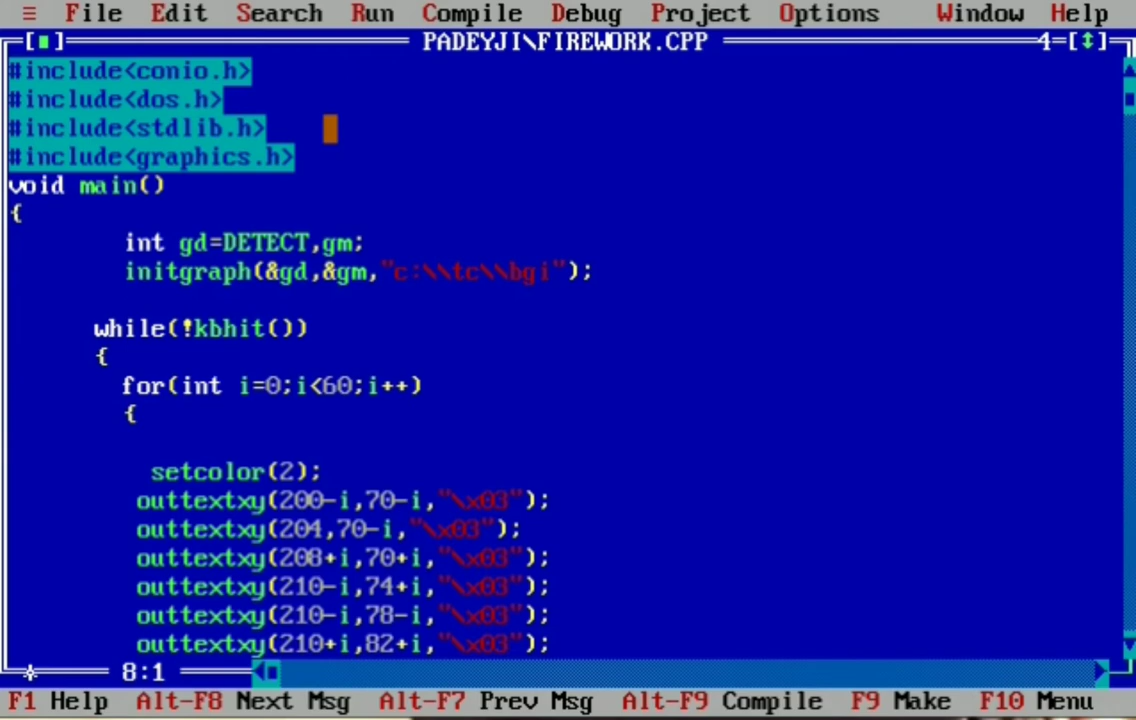 ≡ File Edit Search Run Compile Debug Project Options Window Help
[■] PADEYJI\FIREWORK.CPP 4=[↕]
#include<conio.h>
#include<dos.h>
#include<stdlib.h>
#include<graphics.h>
void main()
{
int gd=DETECT,gm;
initgraph(&gd,&gm,"c:\\tc\\bgi");
while(!kbhit())
{
for(int i=0;i<60;i++)
{
setcolor(2);
outtextxy(200-i,70-i,"\x03");
outtextxy(204,70-i,"\x03");
outtextxy(208+i,70+i,"\x03");
outtextxy(210-i,74+i,"\x03");
outtextxy(210-i,78-i,"\x03");
outtextxy(210+i,82+i,"\x03");
8:1
F1 Help Alt-F8 Next Msg Alt-F7 Prev Msg Alt-F9 Compile F9 Make F10 Menu